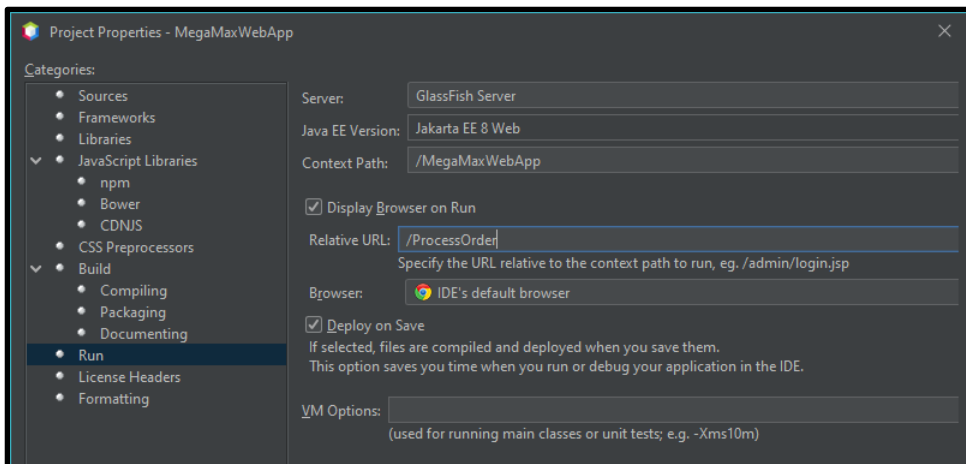 Project Properties - MegaMaxWebApp
Categories:
Sources
Frameworks
Libraries
JavaScript Libraries
npm
Bower
CDNJS
CSS Preprocessors
Build
Compiling
Packaging
Documenting
Run
License Headers
Formatting
Server: GlassFish Server
Java EE Version: Jakarta EE 8 Web
Context Path: /MegaMaxWebApp
Display Browser on Run
Relative URL: /ProcessOrder
Specify the URL relative to the context path to run, eg. /admin/login.jsp
Browser: IDE's default browser
Deploy on Save
If selected, files are compiled and deployed when you save them.
This option saves you time when you run or debug your application in the IDE.
VM Options:
(used for running main classes or unit tests; e.g. -Xms10m)